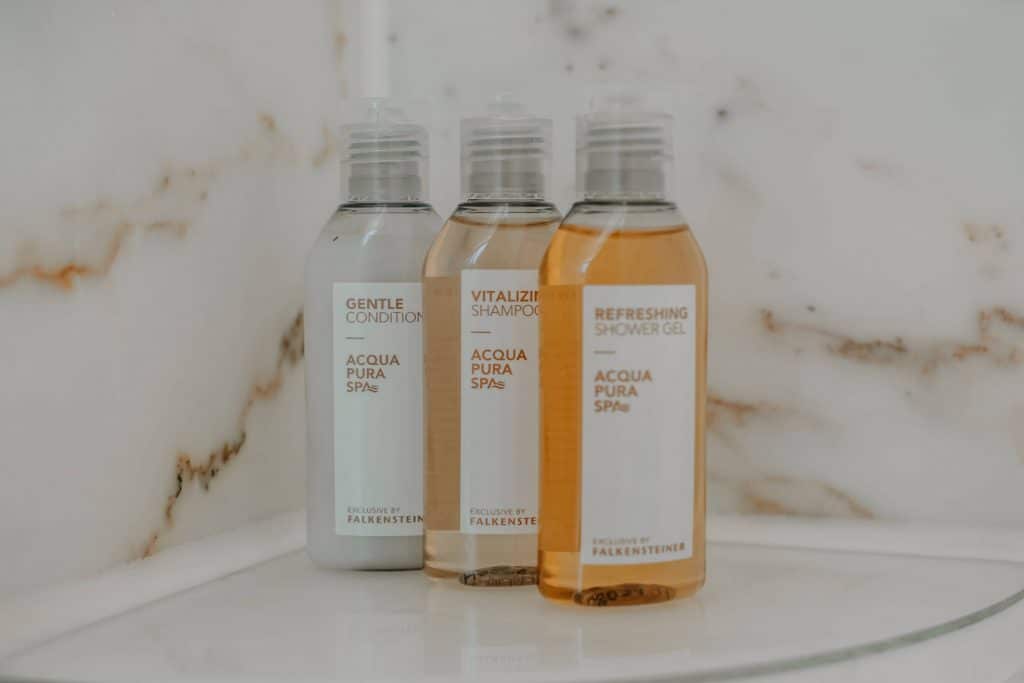 GENTLE
CONDITION
ACQUA
PURA
SPA
EXCLUSIVE BY
FALKENSTEIN
VITALIZIN
SHAMPOO
ACQUA
PURA
SPA
EXCLUSIVE BY
FALKENSTE
REFRESHING
SHOWER GEL
ACQUA
PURA
SPA
EXCLUSIVE BY
FALKENSTEINER